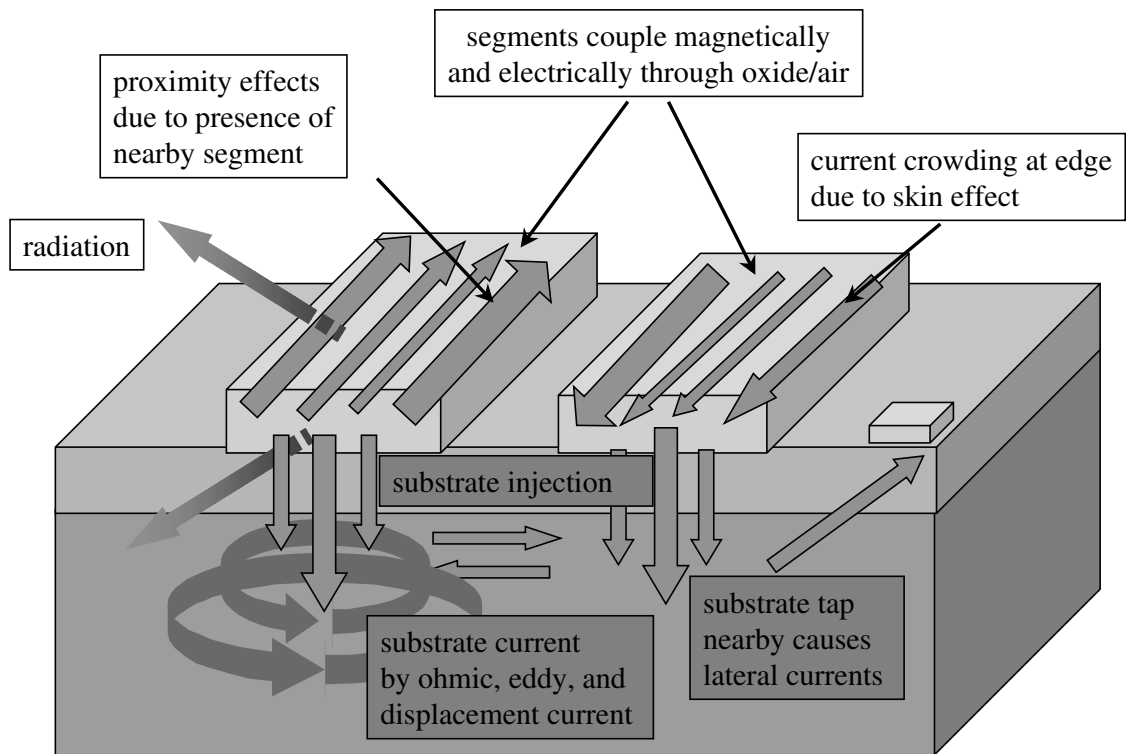 segments couple magnetically
and electrically through oxide/air
proximity effects
due to presence of
nearby segment
current crowding at edge
due to skin effect
radiation
substrate injection
substrate current
by ohmic, eddy, and
displacement current
substrate tap
nearby causes
lateral currents